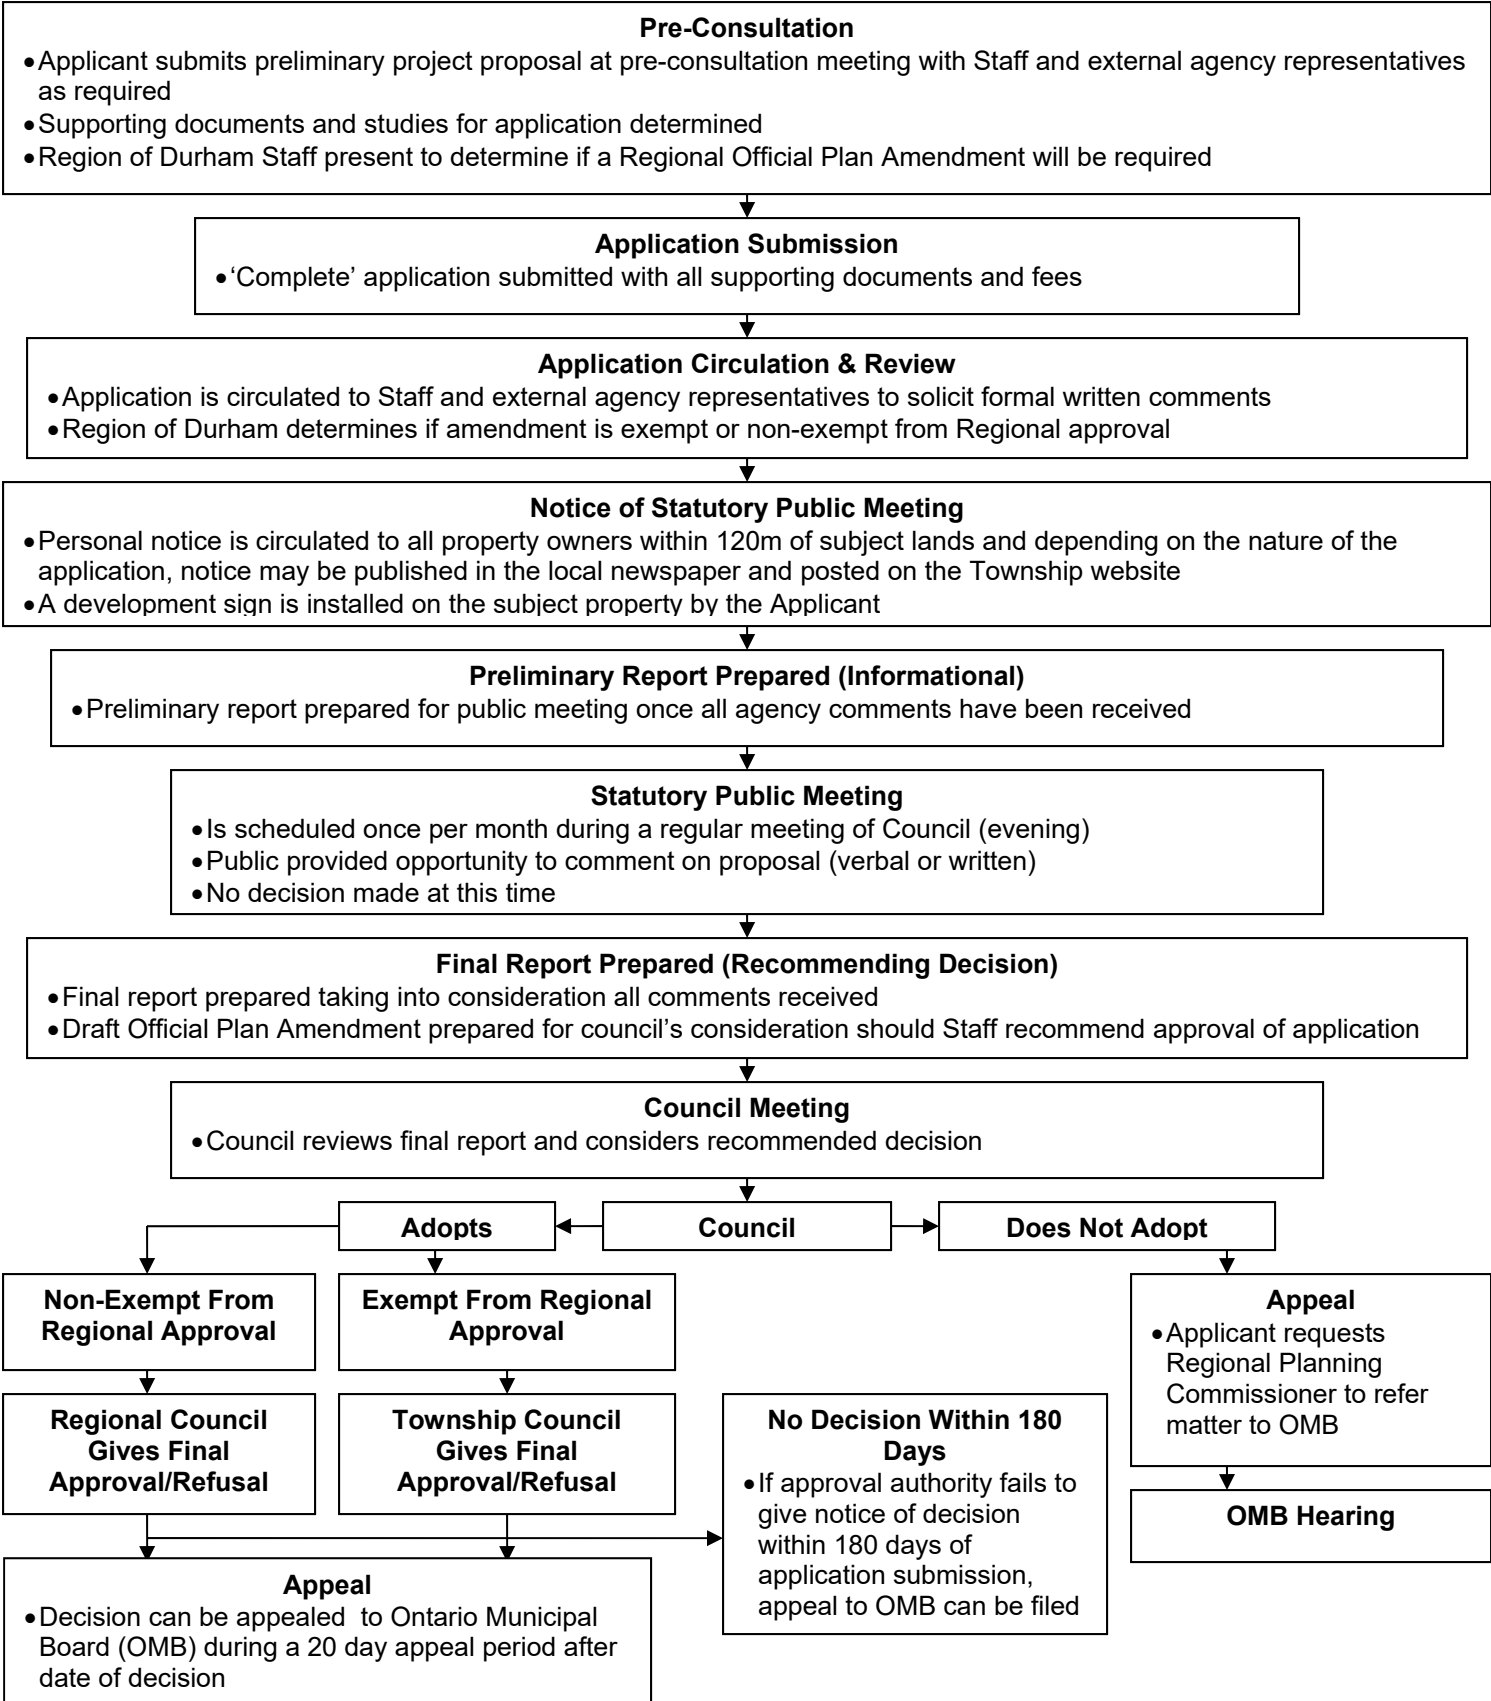 Pre-Consultation
•Applicant submits preliminary project proposal at pre-consultation meeting with Staff and external agency representatives
as required
•Supporting documents and studies for application determined
•Region of Durham Staff present to determine if a Regional Official Plan Amendment will be required
Application Submission
•‘Complete’ application submitted with all supporting documents and fees
Application Circulation & Review
•Application is circulated to Staff and external agency representatives to solicit formal written comments
•Region of Durham determines if amendment is exempt or non-exempt from Regional approval
Notice of Statutory Public Meeting
•Personal notice is circulated to all property owners within 120m of subject lands and depending on the nature of the
application, notice may be published in the local newspaper and posted on the Township website
•A development sign is installed on the subject property by the Applicant
Preliminary Report Prepared (Informational)
•Preliminary report prepared for public meeting once all agency comments have been received
Statutory Public Meeting
•Is scheduled once per month during a regular meeting of Council (evening)
•Public provided opportunity to comment on proposal (verbal or written)
•No decision made at this time
Final Report Prepared (Recommending Decision)
•Final report prepared taking into consideration all comments received
•Draft Official Plan Amendment prepared for council’s consideration should Staff recommend approval of application
Council Meeting
•Council reviews final report and considers recommended decision
Adopts
Council
Does Not Adopt
Non-Exempt From
Regional Approval
Exempt From Regional
Approval
Appeal
•Applicant requests
Regional Planning
Commissioner to refer
matter to OMB
Regional Council
Gives Final
Approval/Refusal
Township Council
Gives Final
Approval/Refusal
No Decision Within 180
Days
•If approval authority fails to
give notice of decision
within 180 days of
application submission,
appeal to OMB can be filed
OMB Hearing
Appeal
•Decision can be appealed to Ontario Municipal
Board (OMB) during a 20 day appeal period after
date of decision